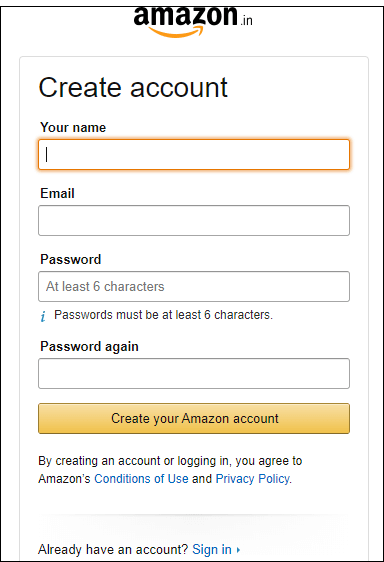 amazon.in
Create account
Your name
Email
Password
At least 6 characters
i Passwords must be at least 6 characters.
Password again
Create your Amazon account
By creating an account or logging in, you agree to
Amazon's Conditions of Use and Privacy Policy.
Already have an account? Sign in